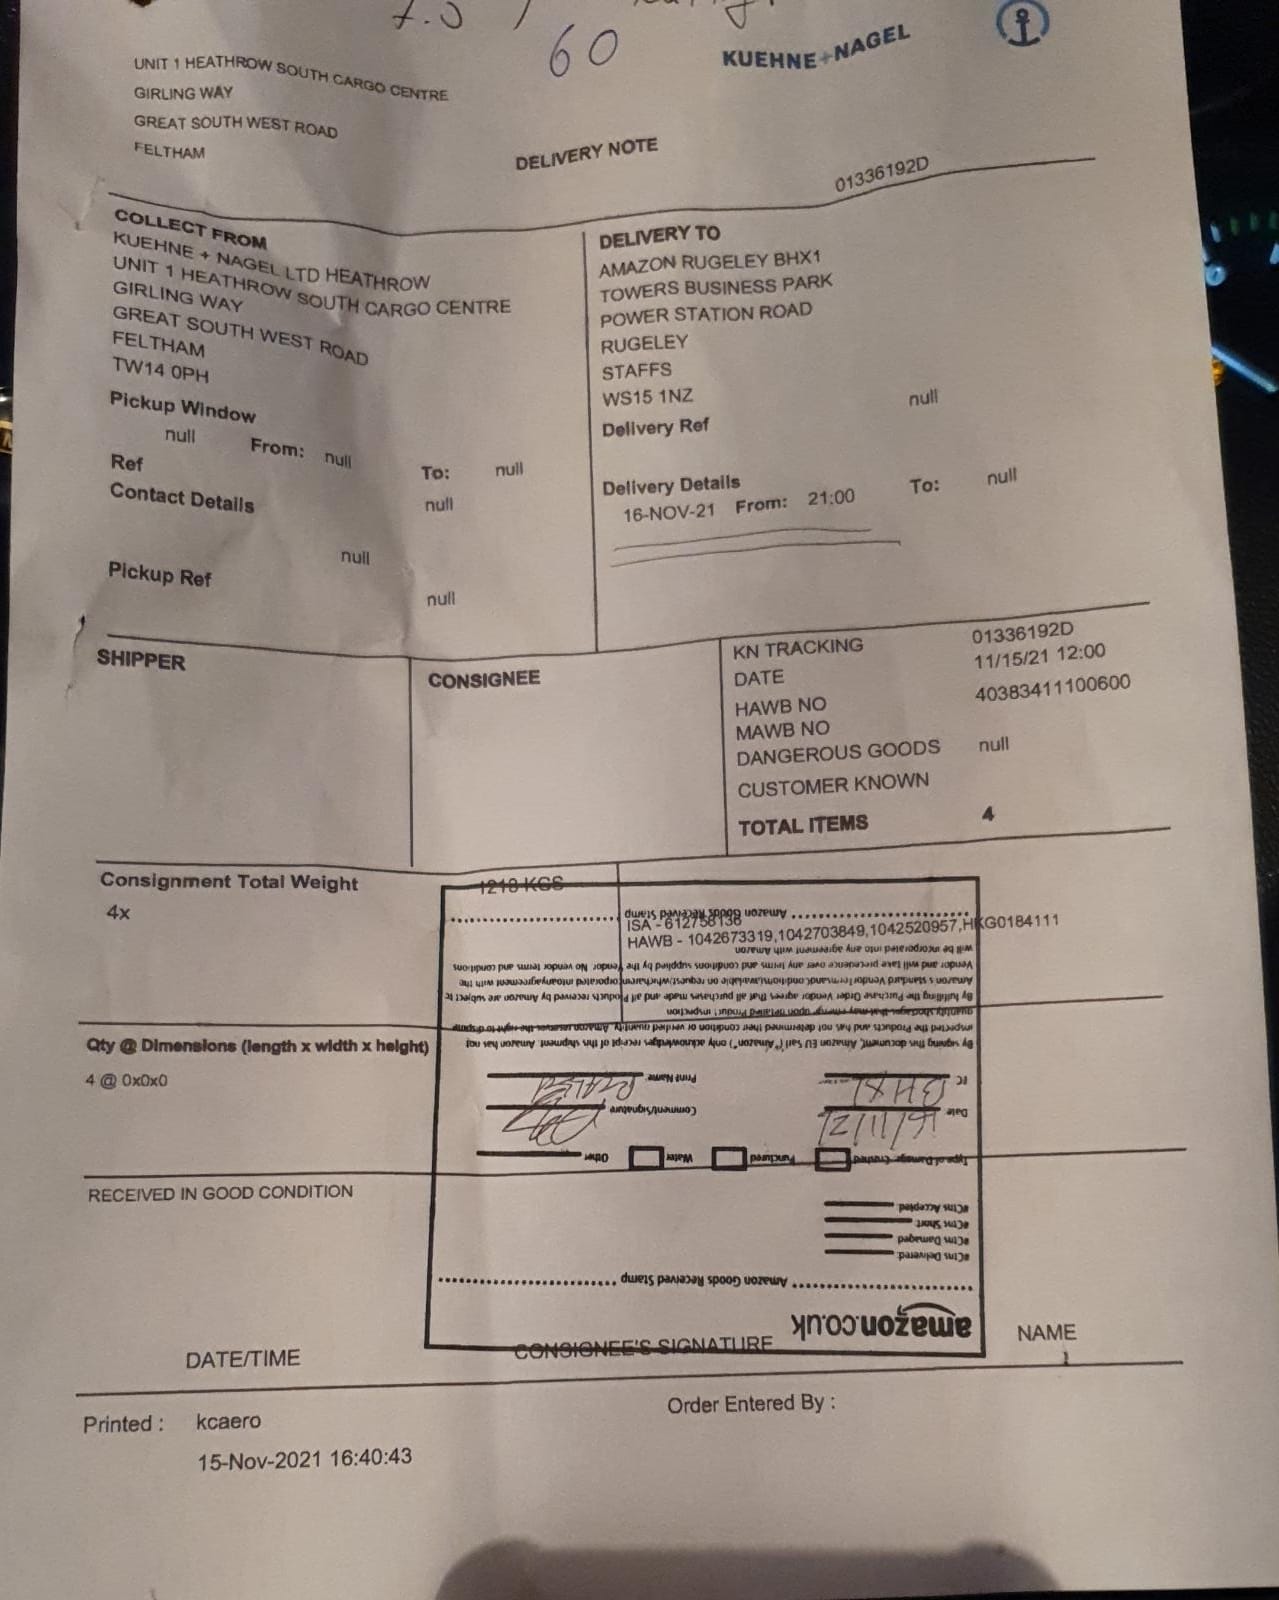 60
KUEHNE+NAGEL
UNIT 1 HEATHROW SOUTH CARGO CENTRE
GIRLING WAY
GREAT SOUTH WEST ROAD
FELTHAM
DELIVERY NOTE
01336192D
COLLECT FROM
KUEHNE + NAGEL LTD HEATHROW
UNIT 1 HEATHROW SOUTH CARGO CENTRE
GIRLING WAY
GREAT SOUTH WEST ROAD
FELTHAM
TW14 0PH
Pickup Window
null From: null To: null
Ref null
Contact Details
null
Pickup Ref
null
DELIVERY TO
AMAZON RUGELEY BHX1
TOWERS BUSINESS PARK
POWER STATION ROAD
RUGELEY
STAFFS
WS15 1NZ
Delivery Ref null
Delivery Details
16-NOV-21 From: 21:00 To: null
SHIPPER
CONSIGNEE
KN TRACKING 01336192D
DATE 11/15/21 12:00
HAWB NO 40383411100600
MAWB NO
DANGEROUS GOODS null
CUSTOMER KNOWN
TOTAL ITEMS 4
Consignment Total Weight 1218 KGS
4x
ISA - 612758136
HAWB - 1042673319,1042703849,1042520957,HKG0184111
Qty @ Dimensions (length x width x height)
4 @ 0x0x0
RECEIVED IN GOOD CONDITION
amazon.co.uk
Amazon Goods Received Stamp
#Ctns Delivered:
#Ctns Damaged
#Ctns Short:
#Ctns Accepted:
Type of Damage: Crushed Punctured Water Other
Date 16/11/21 Comment/signature
FC BHX1 Print Name
By signing this document, Amazon EU Sarl ("Amazon") only acknowledges receipt of this shipment. Amazon has not
inspected the Products and has not determined their condition or verified quantity. Amazon reserves the right to dispute
quantity shortages that may emerge upon detailed Product inspection
By fulfilling the Purchase Order Vendor agrees that all purchases made and all Products received by Amazon are subject to
Amazon's standard Vendor Terms and Conditions (available on request) which are incorporated into any agreement with the
Vendor and will take precedence over any terms and conditions supplied by the Vendor No vendor terms and conditions
will be incorporated into any agreement with Amazon
Amazon Goods Received Stamp
DATE/TIME
CONSIGNEE'S SIGNATURE
NAME
Printed : kcaero
15-Nov-2021 16:40:43
Order Entered By :